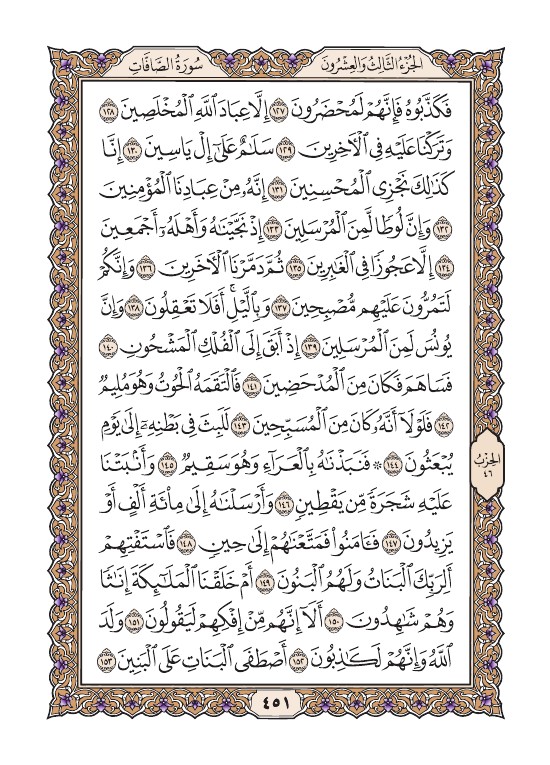 الجُزْءُ الثَّالِثُ وَالعِشْرُونَ
سُورَةُ الصَّافَّاتِ
فَكَذَّبُوهُ فَإِنَّهُمْ لَمُحْضَرُونَ ١٢٧ إِلَّا عِبَادَ ٱللَّهِ ٱلْمُخْلَصِينَ ١٢٨
وَتَرَكْنَا عَلَيْهِ فِى ٱلْءَاخِرِينَ ١٢٩ سَلَٰمٌ عَلَىٰٓ إِلْ يَاسِينَ ١٣٠ إِنَّا
كَذَٰلِكَ نَجْزِى ٱلْمُحْسِنِينَ ١٣١ إِنَّهُۥ مِنْ عِبَادِنَا ٱلْمُؤْمِنِينَ
١٣٢ وَإِنَّ لُوطًا لَّمِنَ ٱلْمُرْسَلِينَ ١٣٣ إِذْ نَجَّيْنَٰهُ وَأَهْلَهُۥٓ أَجْمَعِينَ
١٣٤ إِلَّا عَجُوزًا فِى ٱلْغَٰبِرِينَ ١٣٥ ثُمَّ دَمَّرْنَا ٱلْءَاخَرِينَ ١٣٦ وَإِنَّكُمْ
لَتَمُرُّونَ عَلَيْهِم مُّصْبِحِينَ ١٣٧ وَبِٱلَّيْلِ ۗ أَفَلَا تَعْقِلُونَ ١٣٨ وَإِنَّ
يُونُسَ لَمِنَ ٱلْمُرْسَلِينَ ١٣٩ إِذْ أَبَقَ إِلَى ٱلْفُلْكِ ٱلْمَشْحُونِ ١٤٠
فَسَاهَمَ فَكَانَ مِنَ ٱلْمُدْحَضِينَ ١٤١ فَٱلْتَقَمَهُ ٱلْحُوتُ وَهُوَ مُلِيمٌ
١٤٢ فَلَوْلَآ أَنَّهُۥ كَانَ مِنَ ٱلْمُسَبِّحِينَ ١٤٣ لَلَبِثَ فِى بَطْنِهِۦٓ إِلَىٰ يَوْمِ
يُبْعَثُونَ ١٤٤ ۞ فَنَبَذْنَٰهُ بِٱلْعَرَآءِ وَهُوَ سَقِيمٌ ١٤٥ وَأَنۢبَتْنَا
عَلَيْهِ شَجَرَةً مِّن يَقْطِينٍ ١٤٦ وَأَرْسَلْنَٰهُ إِلَىٰ مِا۟ئَةِ أَلْفٍ أَوْ
يَزِيدُونَ ١٤٧ فَـَٔامَنُوا۟ فَمَتَّعْنَٰهُمْ إِلَىٰ حِينٍ ١٤٨ فَٱسْتَفْتِهِمْ
أَلِرَبِّكَ ٱلْبَنَاتُ وَلَهُمُ ٱلْبَنُونَ ١٤٩ أَمْ خَلَقْنَا ٱلْمَلَٰٓئِكَةَ إِنَٰثًا
وَهُمْ شَٰهِدُونَ ١٥٠ أَلَآ إِنَّهُم مِّنْ إِفْكِهِمْ لَيَقُولُونَ ١٥١ وَلَدَ
ٱللَّهُ وَإِنَّهُمْ لَكَٰذِبُونَ ١٥٢ أَصْطَفَى ٱلْبَنَاتِ عَلَى ٱلْبَنِينَ ١٥٣
الحِزْبُ
٤٦
٤٥١